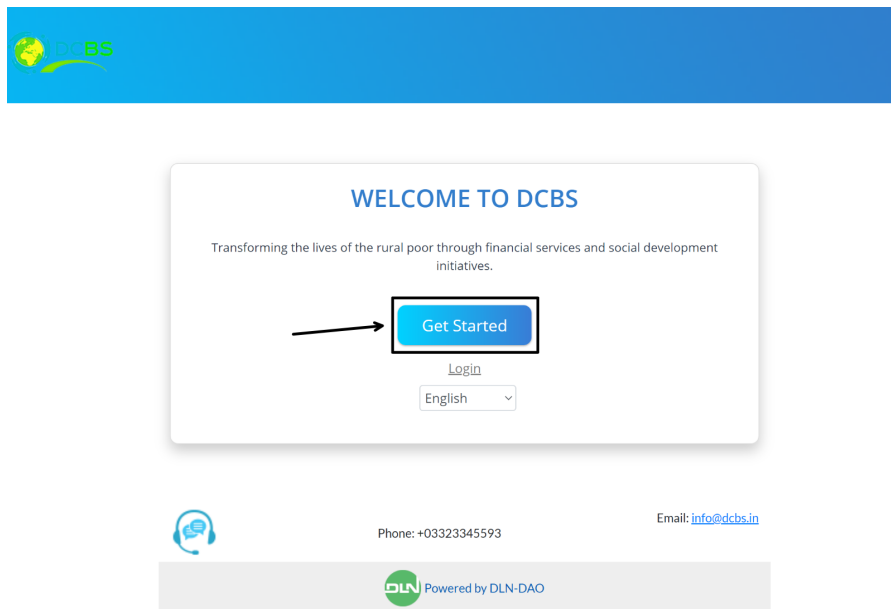 DCBS
WELCOME TO DCBS
Transforming the lives of the rural poor through financial services and social development
initiatives.
Get Started
Login
English
Email: info@dcbs.in
Phone: +03323345593
DLN Powered by DLN-DAO